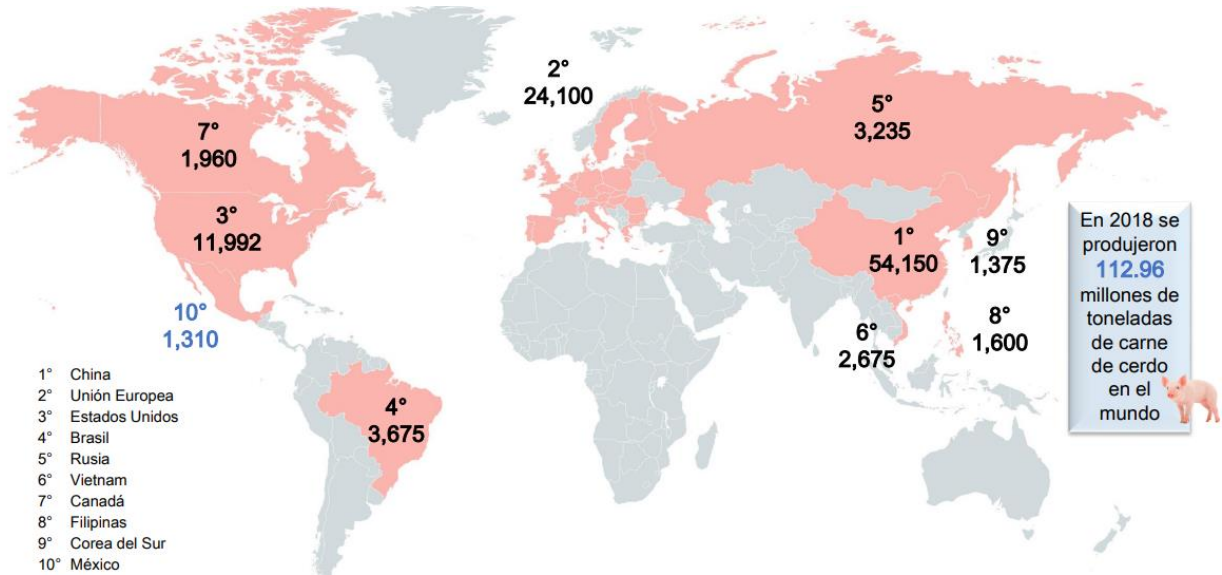 2°
24,100
5°
3,235
7°
1,960
3°
11,992
1°
54,150
9°
1,375
10°
1,310
6°
2,675
8°
1,600
4°
3,675
En 2018 se
produjeron
112.96
millones de
toneladas
de carne
de cerdo
en el
mundo
1° China
2° Unión Europea
3° Estados Unidos
4° Brasil
5° Rusia
6° Vietnam
7° Canadá
8° Filipinas
9° Corea del Sur
10° México